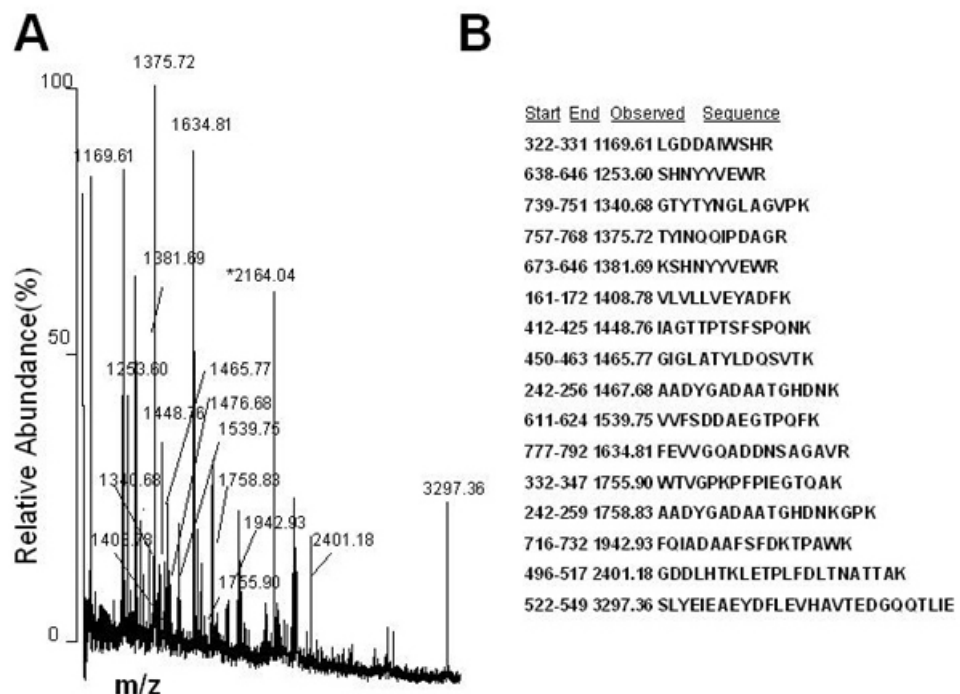 A
B
1375.72
100
1634.81
1169.61
1381.69
*2164.04
50
1253.60
1465.77
1476.68
1448.76
1539.75
1340.68
1758.83
3297.36
1942.93
1408.78
2401.18
1755.90
0
Relative Abundance(%)
m/z
Start End Observed Sequence
322-331 1169.61 LGDDAIWSHR
638-646 1253.60 SHNYYVEWR
739-751 1340.68 GTYTYNGLAGVPK
757-768 1375.72 TYINQQIPDAGR
673-646 1381.69 KSHNYYVEWR
161-172 1408.78 VLVLLVEYADFK
412-425 1448.76 IAGTTPTSFSPQNK
450-463 1465.77 GIGLATYLDQSVTK
242-256 1467.68 AADYGADAATGHDNK
611-624 1539.75 VVFSDDAEGTPQFK
777-792 1634.81 FEVVGQADDNSAGAVR
332-347 1755.90 WTVGPKPFPIEGTQAK
242-259 1758.83 AADYGADAATGHDNKGPK
716-732 1942.93 FQIADAAFSFDKTPAWK
496-517 2401.18 GDDLHTKLETPLFDLTNATTAK
522-549 3297.36 SLYEIEAEYDFLEVHAVTEDGQQTLIE